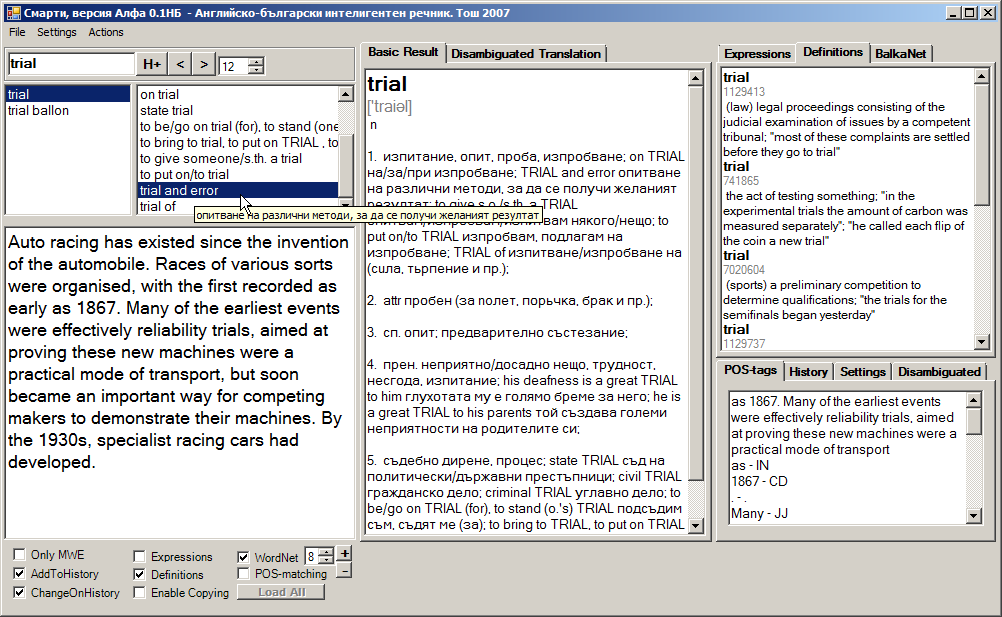 Смарти, версия Алфа 0.1НБ - Английско-български интелигентен речник. Тош 2007
File Settings Actions
trial
H+ < > 12
trial
trial ballon
on trial
state trial
to be/go on trial (for), to stand (one
to bring to trial, to put on TRIAL , to
to give someone/s.th. a trial
to put on/to trial
trial and error
trial of
опитване на различни методи, за да се получи желаният резултат
Auto racing has existed since the invention
of the automobile. Races of various sorts
were organised, with the first recorded as
early as 1867. Many of the earliest events
were effectively reliability trials, aimed at
proving these new machines were a
practical mode of transport, but soon
became an important way for competing
makers to demonstrate their machines. By
the 1930s, specialist racing cars had
developed.
Only MWE
AddToHistory
ChangeOnHistory
Expressions
Definitions
Enable Copying
WordNet 8 +
POS-matching –
Load All
Basic Result Disambiguated Translation
trial
['traiəl]
n
1. изпитание, опит, проба, изпробване; on TRIAL
на/за/при изпробване; TRIAL and error опитване
на различни методи, за да се получи желаният
резултат; to give s.o./s.th. a TRIAL
put on/to TRIAL изпробвам, подлагам на
изпробване; TRIAL of изпитване/изпробване на
(сила, търпение и пр.);
2. attr пробен (за полет, поръчка, брак и пр.);
3. сп. опит; предварително състезание;
4. прен. неприятно/досадно нещо, трудност,
несгода, изпитание; his deafness is a great TRIAL
to him глухотата му е голямо бреме за него; he is
a great TRIAL to his parents той създава големи
неприятности на родителите си;
5. съдебно дирене, процес; state TRIAL съд на
политически/държавни престъпници; civil TRIAL
гражданско дело; criminal TRIAL углавно дело; to
be/go on TRIAL (for), to stand (o.'s) TRIAL подсъдим
съм, съдят ме (за); to bring to TRIAL, to put on TRIAL
Expressions Definitions BalkaNet
trial
1129413
(law) legal proceedings consisting of the
judicial examination of issues by a competent
tribunal; "most of these complaints are settled
before they go to trial"
trial
741865
the act of testing something; "in the
experimental trials the amount of carbon was
measured separately"; "he called each flip of
the coin a new trial"
trial
7020604
(sports) a preliminary competition to
determine qualifications; "the trials for the
semifinals began yesterday"
trial
1129737
POS-tags History Settings Disambiguated
as 1867. Many of the earliest events
were effectively reliability trials, aimed
at proving these new machines were a
practical mode of transport
as - IN
1867 - CD
. - .
Many - JJ